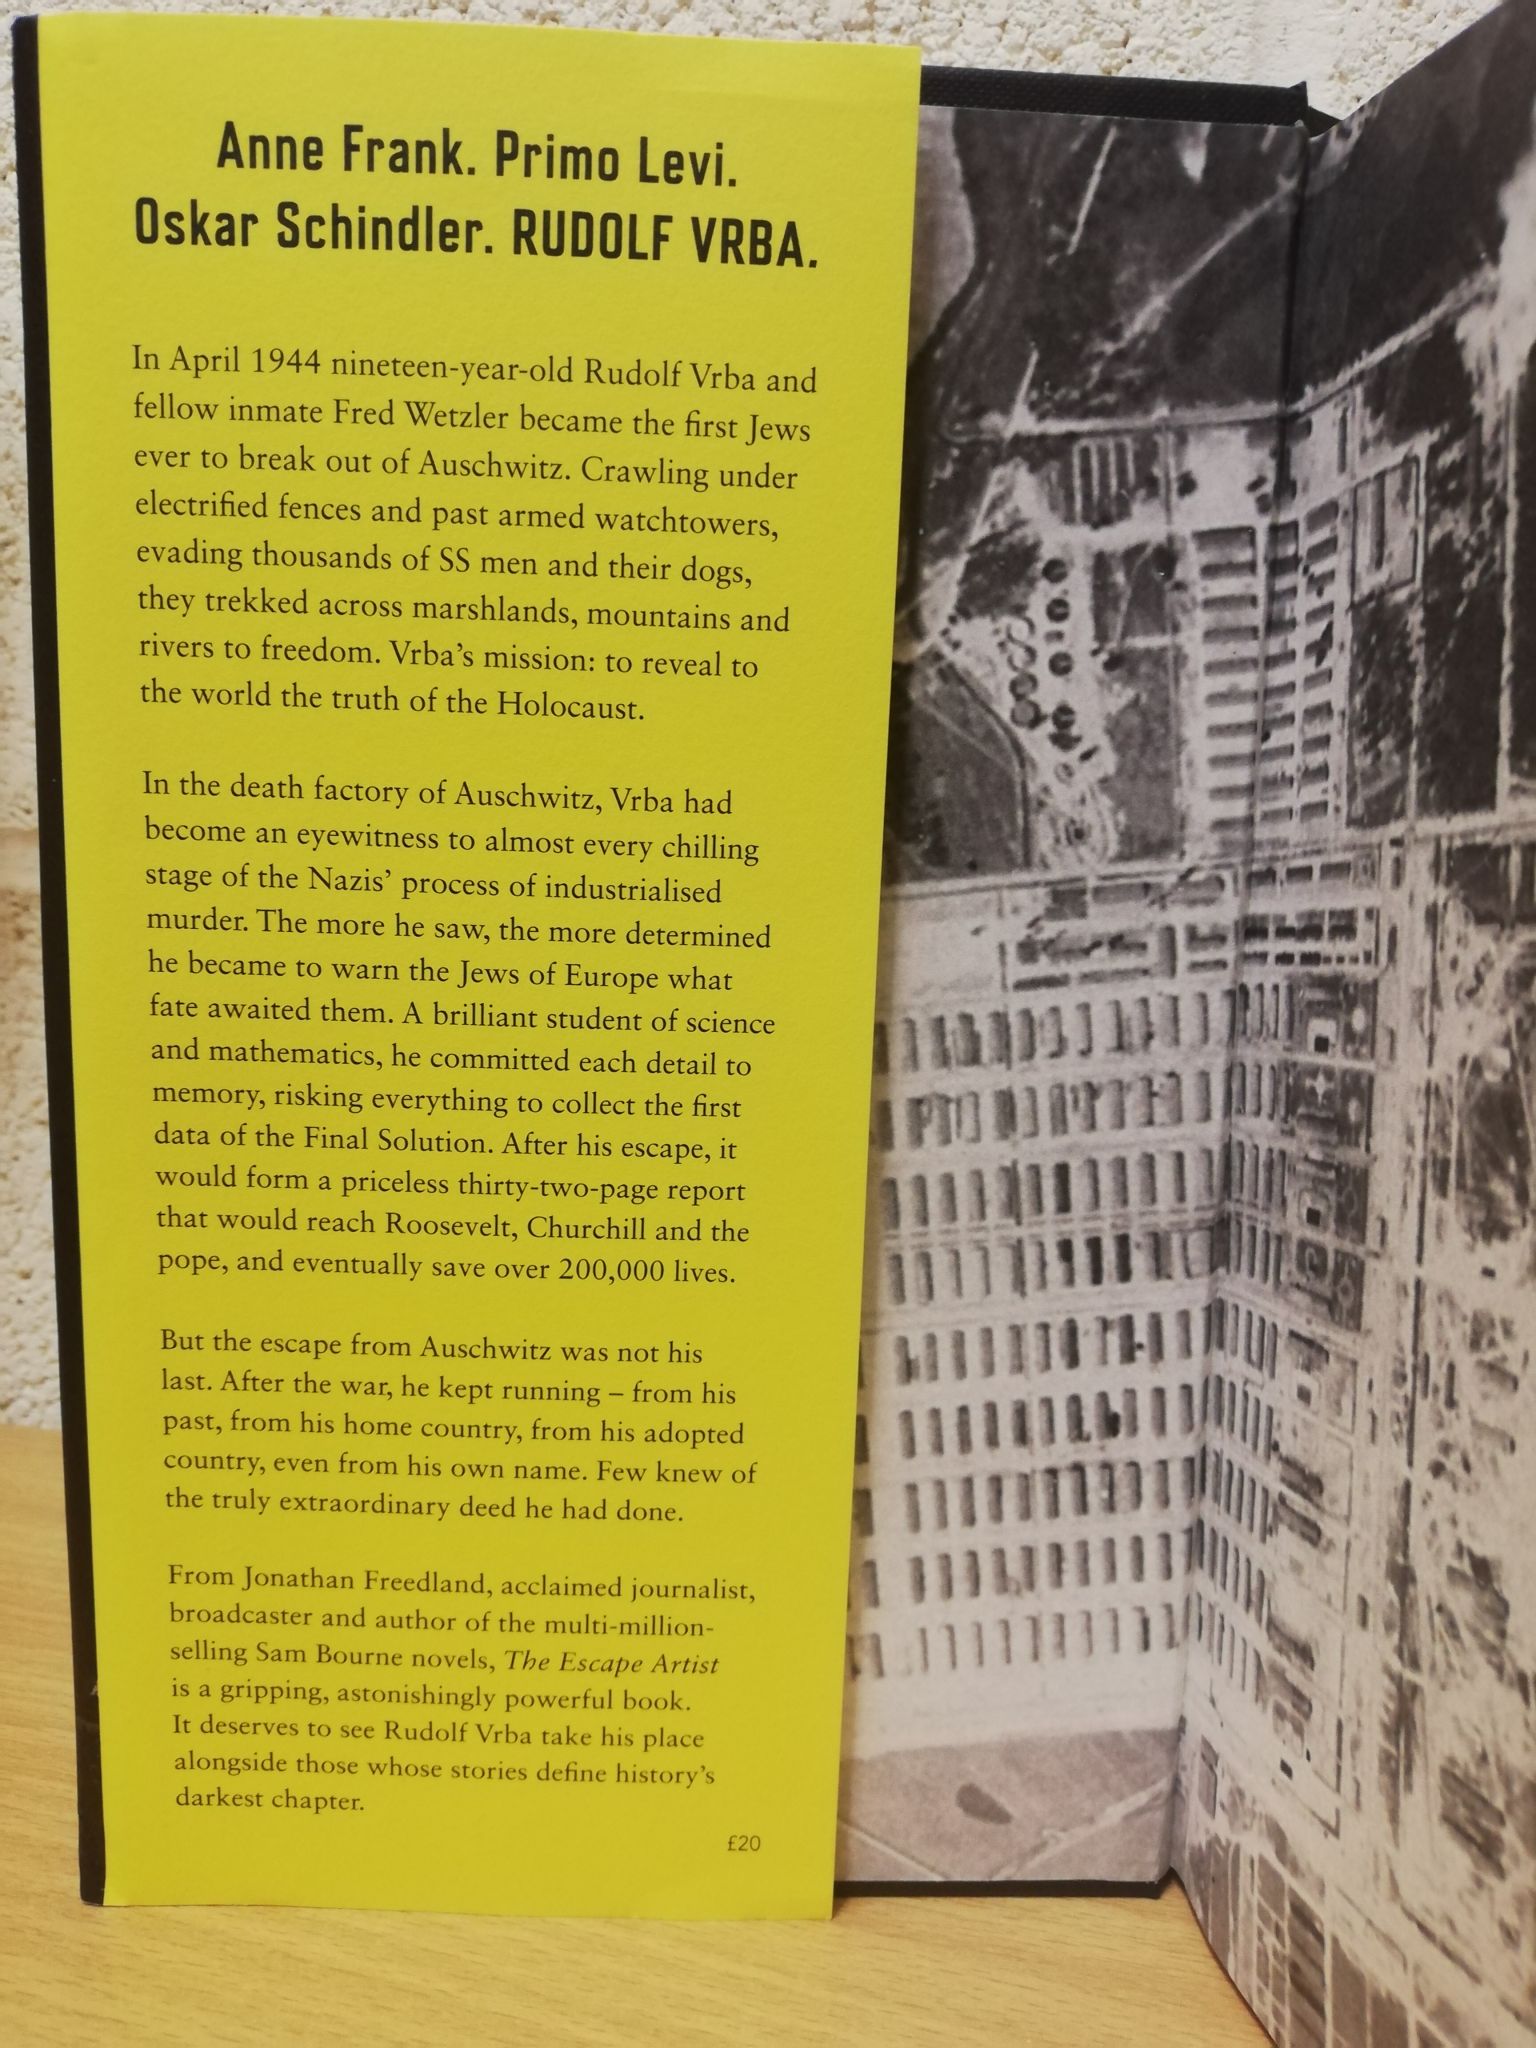 Anne Frank. Primo Levi.
Oskar Schindler. RUDOLF VRBA.
In April 1944 nineteen-year-old Rudolf Vrba and
fellow inmate Fred Wetzler became the first Jews
ever to break out of Auschwitz. Crawling under
electrified fences and past armed watchtowers,
evading thousands of SS men and their dogs,
they trekked across marshlands, mountains and
rivers to freedom. Vrba's mission: to reveal to
the world the truth of the Holocaust.
In the death factory of Auschwitz, Vrba had
become an eyewitness to almost every chilling
stage of the Nazis' process of industrialised
murder. The more he saw, the more determined
he became to warn the Jews of Europe what
fate awaited them. A brilliant student of science
and mathematics, he committed each detail to
memory, risking everything to collect the first
data of the Final Solution. After his escape, it
would form a priceless thirty-two-page report
that would reach Roosevelt, Churchill and the
pope, and eventually save over 200,000 lives.
But the escape from Auschwitz was not his
last. After the war, he kept running – from his
past, from his home country, from his adopted
country, even from his own name. Few knew of
the truly extraordinary deed he had done.
From Jonathan Freedland, acclaimed journalist,
broadcaster and author of the multi-million-
selling Sam Bourne novels, The Escape Artist
is a gripping, astonishingly powerful book.
It deserves to see Rudolf Vrba take his place
alongside those whose stories define history's
darkest chapter.
£20